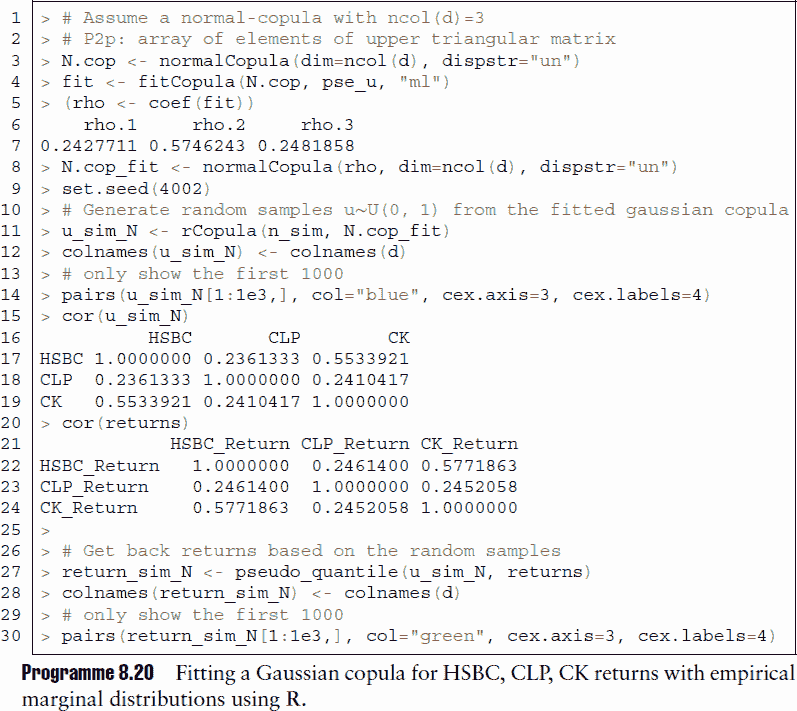 1 > # Assume a normal-copula with ncol(d)=3
2 > # P2p: array of elements of upper triangular matrix
3 > N.cop <- normalCopula(dim=ncol(d), dispstr="un")
4 > fit <- fitCopula(N.cop, pse_u, "ml")
5 > (rho <- coef(fit))
6 rho.1 rho.2 rho.3
7 0.2427711 0.5746243 0.2481858
8 > N.cop_fit <- normalCopula(rho, dim=ncol(d), dispstr="un")
9 > set.seed(4002)
10 > # Generate random samples u~U(0, 1) from the fitted gaussian copula
11 > u_sim_N <- rCopula(n_sim, N.cop_fit)
12 > colnames(u_sim_N) <- colnames(d)
13 > # only show the first 1000
14 > pairs(u_sim_N[1:1e3,], col="blue", cex.axis=3, cex.labels=4)
15 > cor(u_sim_N)
16 HSBC CLP CK
17 HSBC 1.0000000 0.2361333 0.5533921
18 CLP 0.2361333 1.0000000 0.2410417
19 CK 0.5533921 0.2410417 1.0000000
20 > cor(returns)
21 HSBC_Return CLP_Return CK_Return
22 HSBC_Return 1.0000000 0.2461400 0.5771863
23 CLP_Return 0.2461400 1.0000000 0.2452058
24 CK_Return 0.5771863 0.2452058 1.0000000
25 >
26 > # Get back returns based on the random samples
27 > return_sim_N <- pseudo_quantile(u_sim_N, returns)
28 > colnames(return_sim_N) <- colnames(d)
29 > # only show the first 1000
30 > pairs(return_sim_N[1:1e3,], col="green", cex.axis=3, cex.labels=4)
Programme 8.20 Fitting a Gaussian copula for HSBC, CLP, CK returns with empirical
marginal distributions using R.